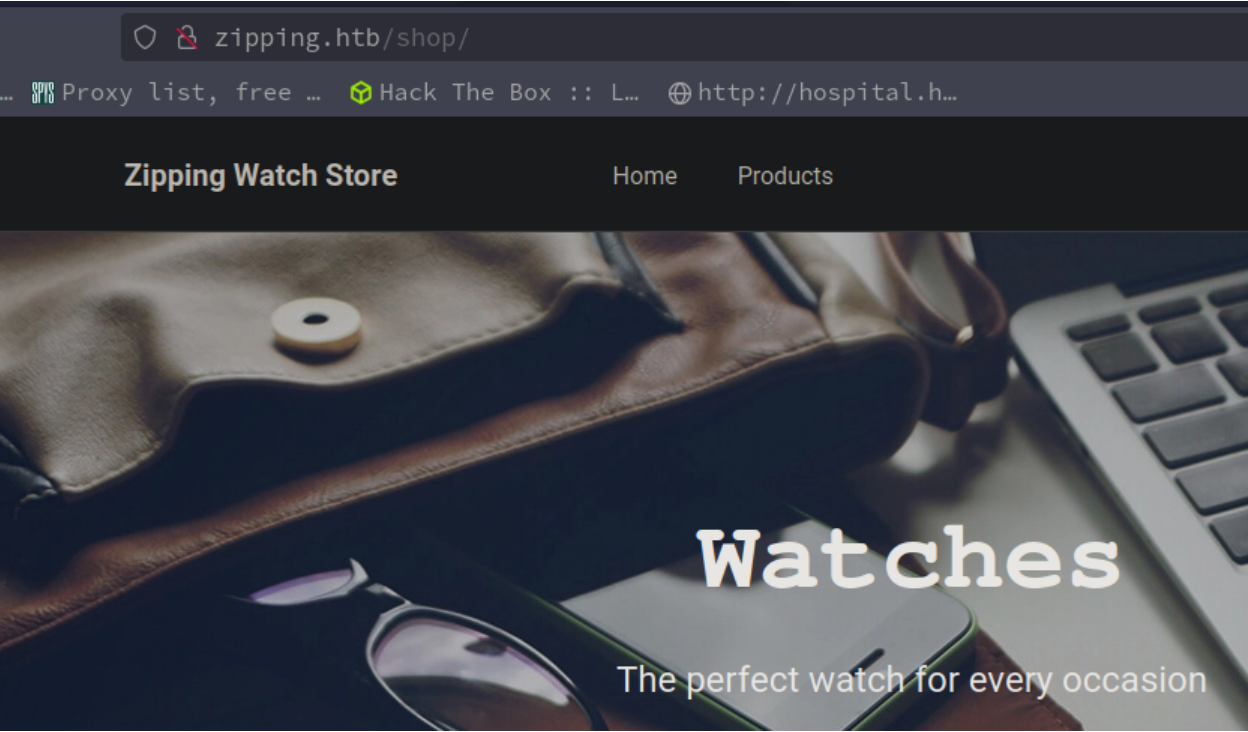 zipping.htb/shop/
… SPYS Proxy list, free … Hack The Box :: L… http://hospital.h…
Zipping Watch Store Home Products
Watches
The perfect watch for every occasion